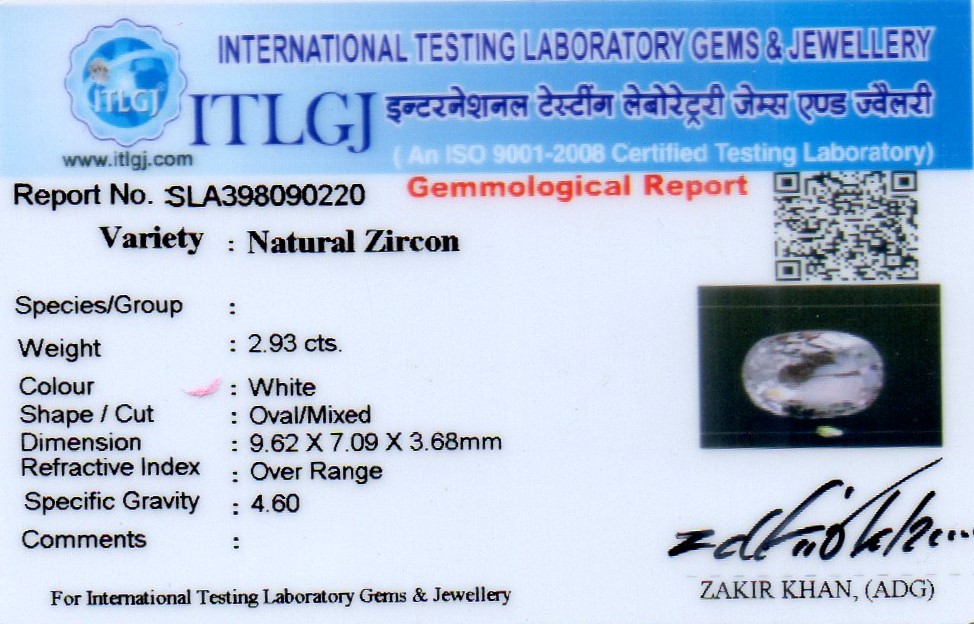 INTERNATIONAL TESTING LABORATORY GEMS & JEWELLERY
ITLGJ
ITLGJ इन्टरनेशनल टेस्टींग लेबोरेट्ररी जेम्स एण्ड ज्वैलरी
www.itlgj.com
( An ISO 9001-2008 Certified Testing Laboratory)
Report No. :SLA398090220
Gemmological Report
Variety : Natural Zircon
Species/Group :
Weight : 2.93 cts.
Colour : White
Shape / Cut : Oval/Mixed
Dimension : 9.62 X 7.09 X 3.68mm
Refractive Index : Over Range
Specific Gravity : 4.60
Comments :
ZAKIR KHAN, (ADG)
For International Testing Laboratory Gems & Jewellery